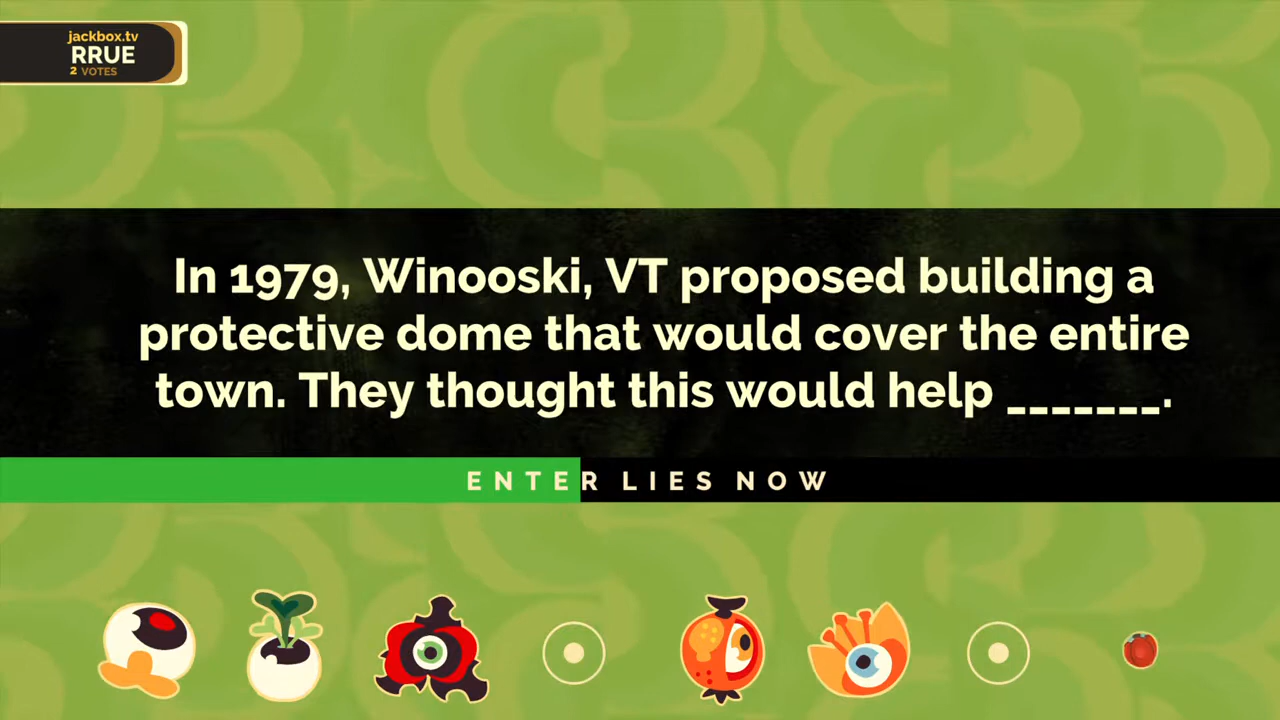 jackbox.tv
RRUE
2 VOTES
In 1979, Winooski, VT proposed building a
protective dome that would cover the entire
town. They thought this would help _______.
ENTER LIES NOW